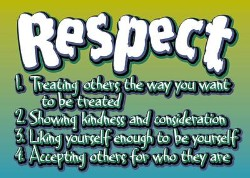 Respect
1. Treating others the way you want
to be treated
2. Showing kindness and consideration
3. Liking yourself enough to be yourself
4. Accepting others for who they are